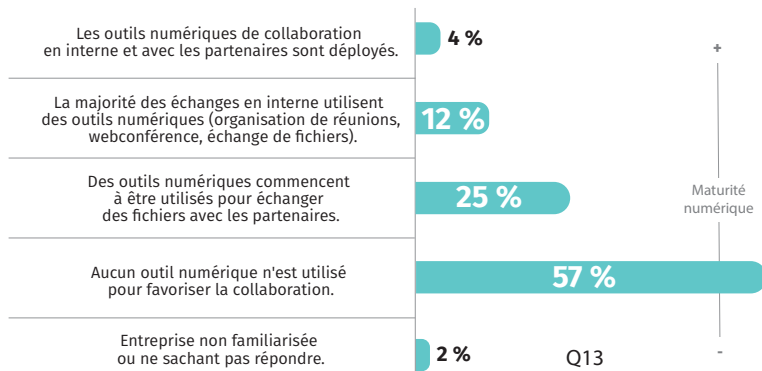 Les outils numériques de collaboration
en interne et avec les partenaires sont déployés.
4 %
+
La majorité des échanges en interne utilisent
des outils numériques (organisation de réunions,
webconférence, échange de fichiers).
12 %
Des outils numériques commencent
à être utilisés pour échanger
des fichiers avec les partenaires.
25 %
Maturité
numérique
Aucun outil numérique n'est utilisé
pour favoriser la collaboration.
57 %
Entreprise non familiarisée
ou ne sachant pas répondre.
2 %
Q13
-